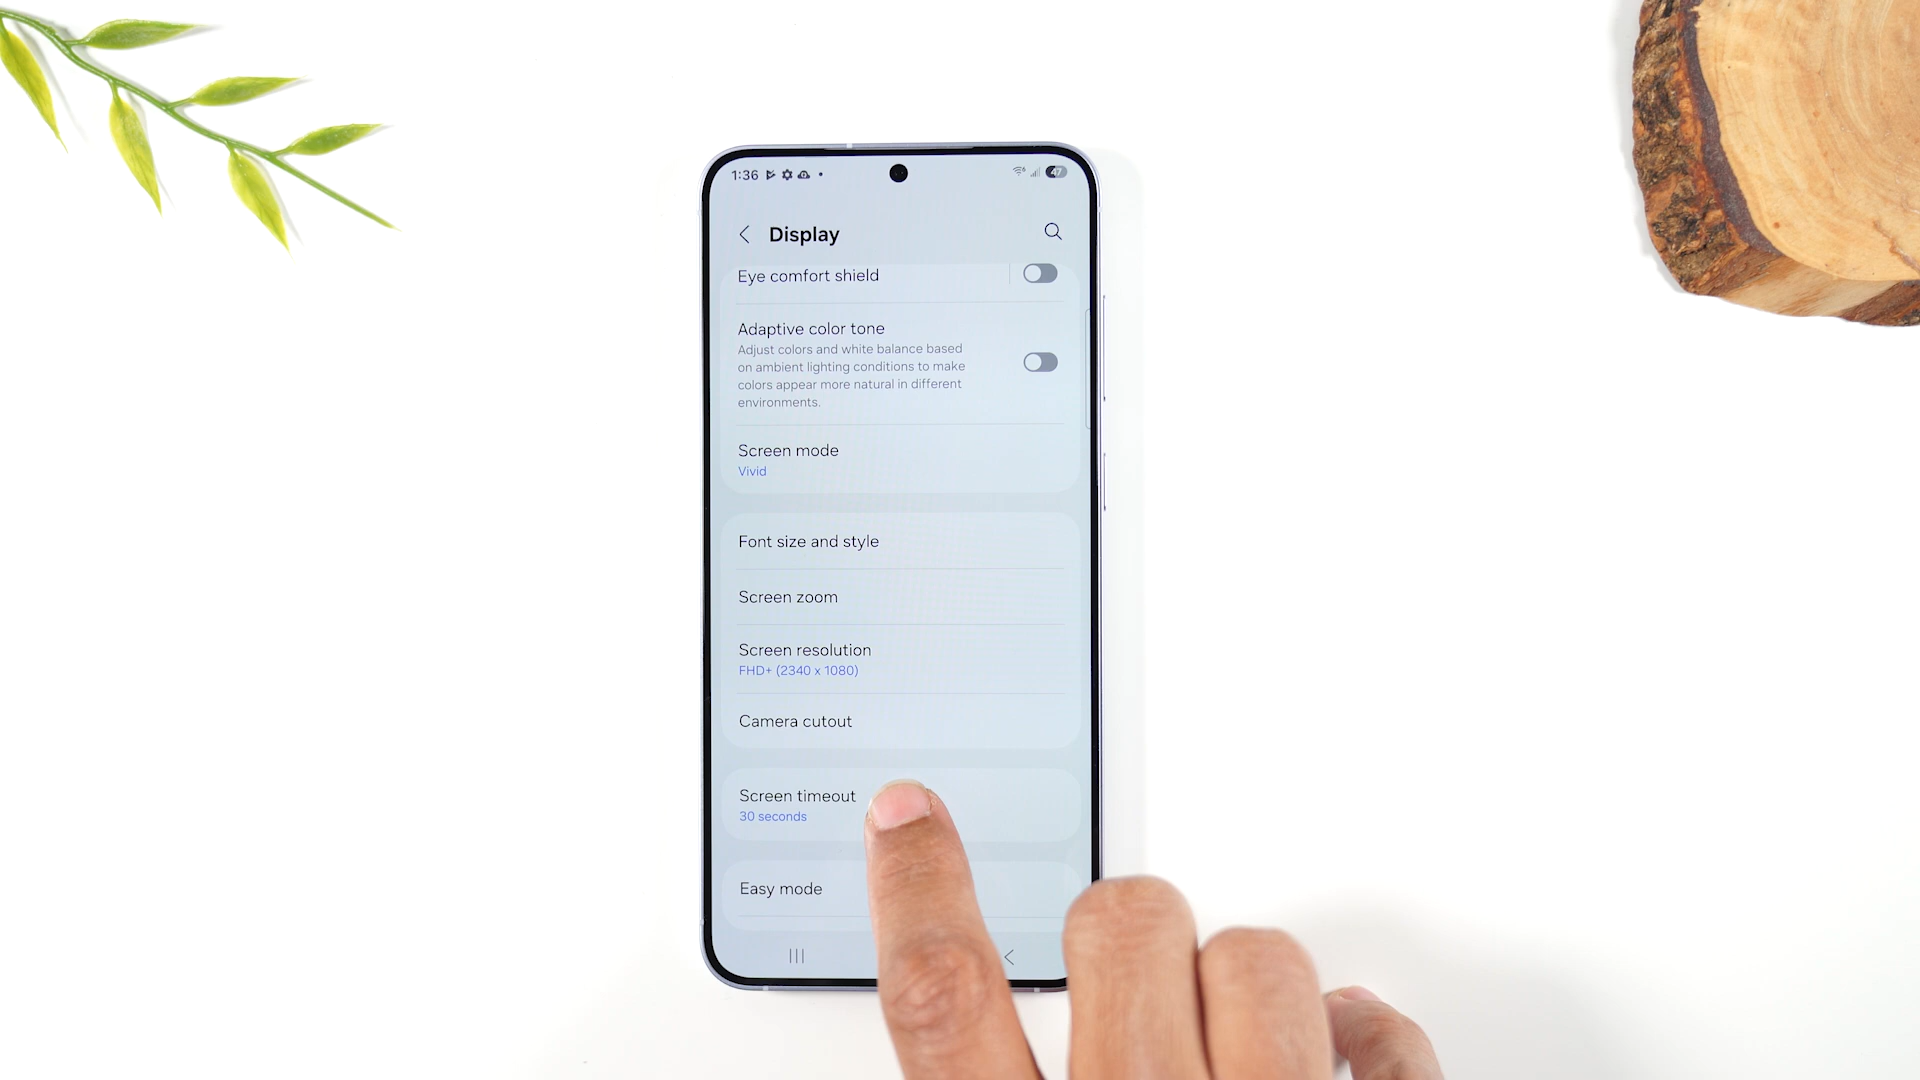 1:36
47
Display
Eye comfort shield
Adaptive color tone
Adjust colors and white balance based
on ambient lighting conditions to make
colors appear more natural in different
environments.
Screen mode
Vivid
Font size and style
Screen zoom
Screen resolution
FHD+ (2340 x 1080)
Camera cutout
Screen timeout
30 seconds
Easy mode